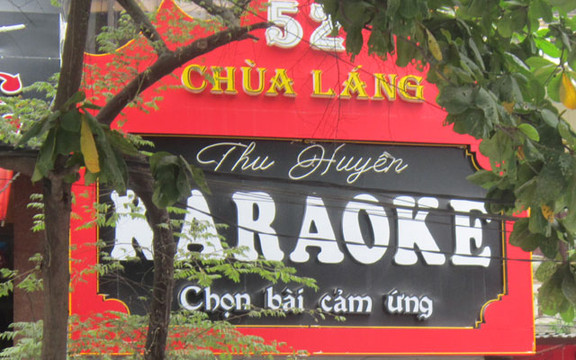 52
CHÙA LÁNG
Thu Huyền
KARAOKE
Chọn bài cảm ứng